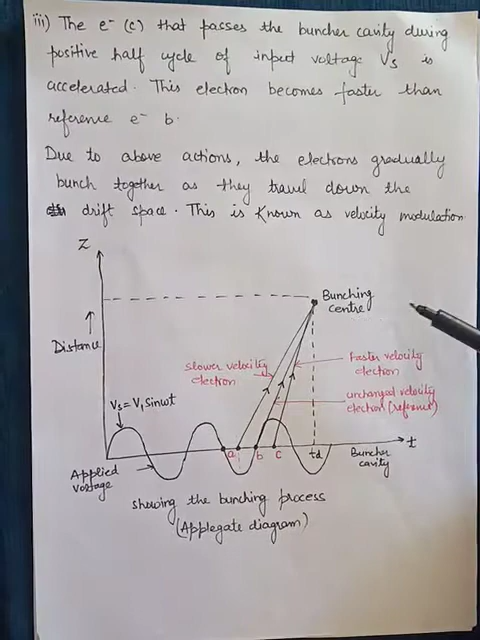 iii) The e⁻ (c) that passes the buncher cavity during
positive half cycle of input voltage Vs is
accelerated. This electron becomes faster than
reference e⁻ b.
Due to above actions, the electrons gradually
bunch together as they travel down the
drift space. This is known as velocity modulation
Z
Bunching
centre
Distance
slower velocity
electron
Faster velocity
electron
unchanged velocity
electron (reference)
Vs = V₁ sinωt
a
b
c
td
t
Buncher
cavity
Applied
voltage
showing the bunching process
(Applegate diagram)